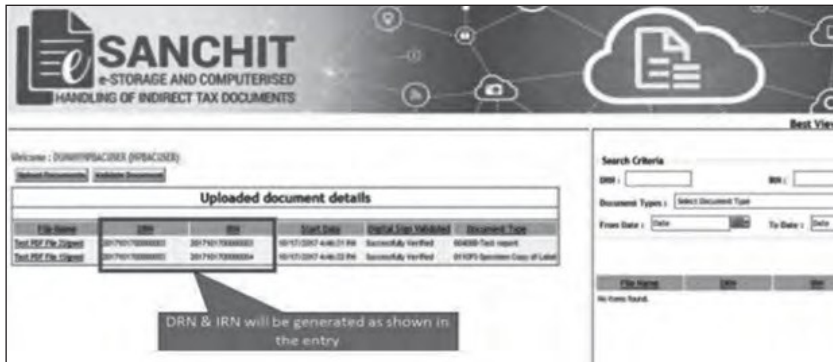 SANCHIT
e-STORAGE AND COMPUTERISED
HANDLING OF INDIRECT TAX DOCUMENTS
Best View
Welcome :
Upload Documents Validate Document
Uploaded document details
File Name DRN IRN Start Date Digital Sign Validated Document Type
Test PDF File Signed Successfully Verified Test report
Test PDF File Signed Successfully Verified Specimen Copy of Label
DRN & IRN will be generated as shown in
the entry
Search Criteria
DRN : IRN :
Document Types : Select Document Type
From Date : Date To Date : Date
File Name DRN IRN
No items found.